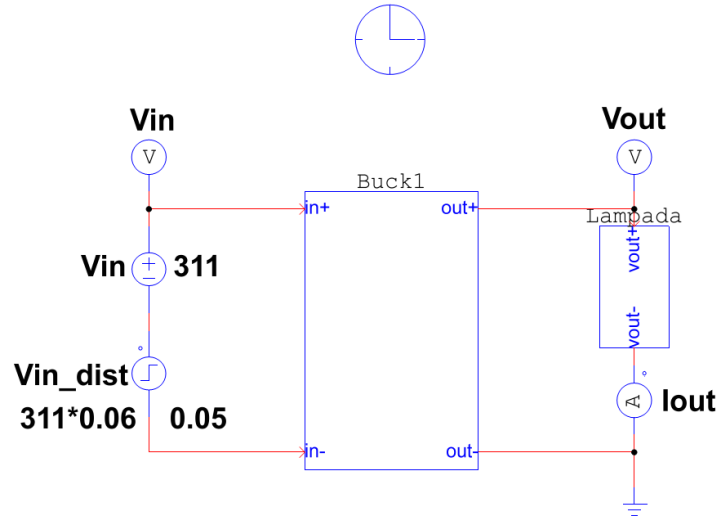 Vin
Vout
V
V
Buck1
in+
out+
Lampada
vout+
Vin
311
vout-
Vin_dist
311*0.06
0.05
A
Iout
in-
out-